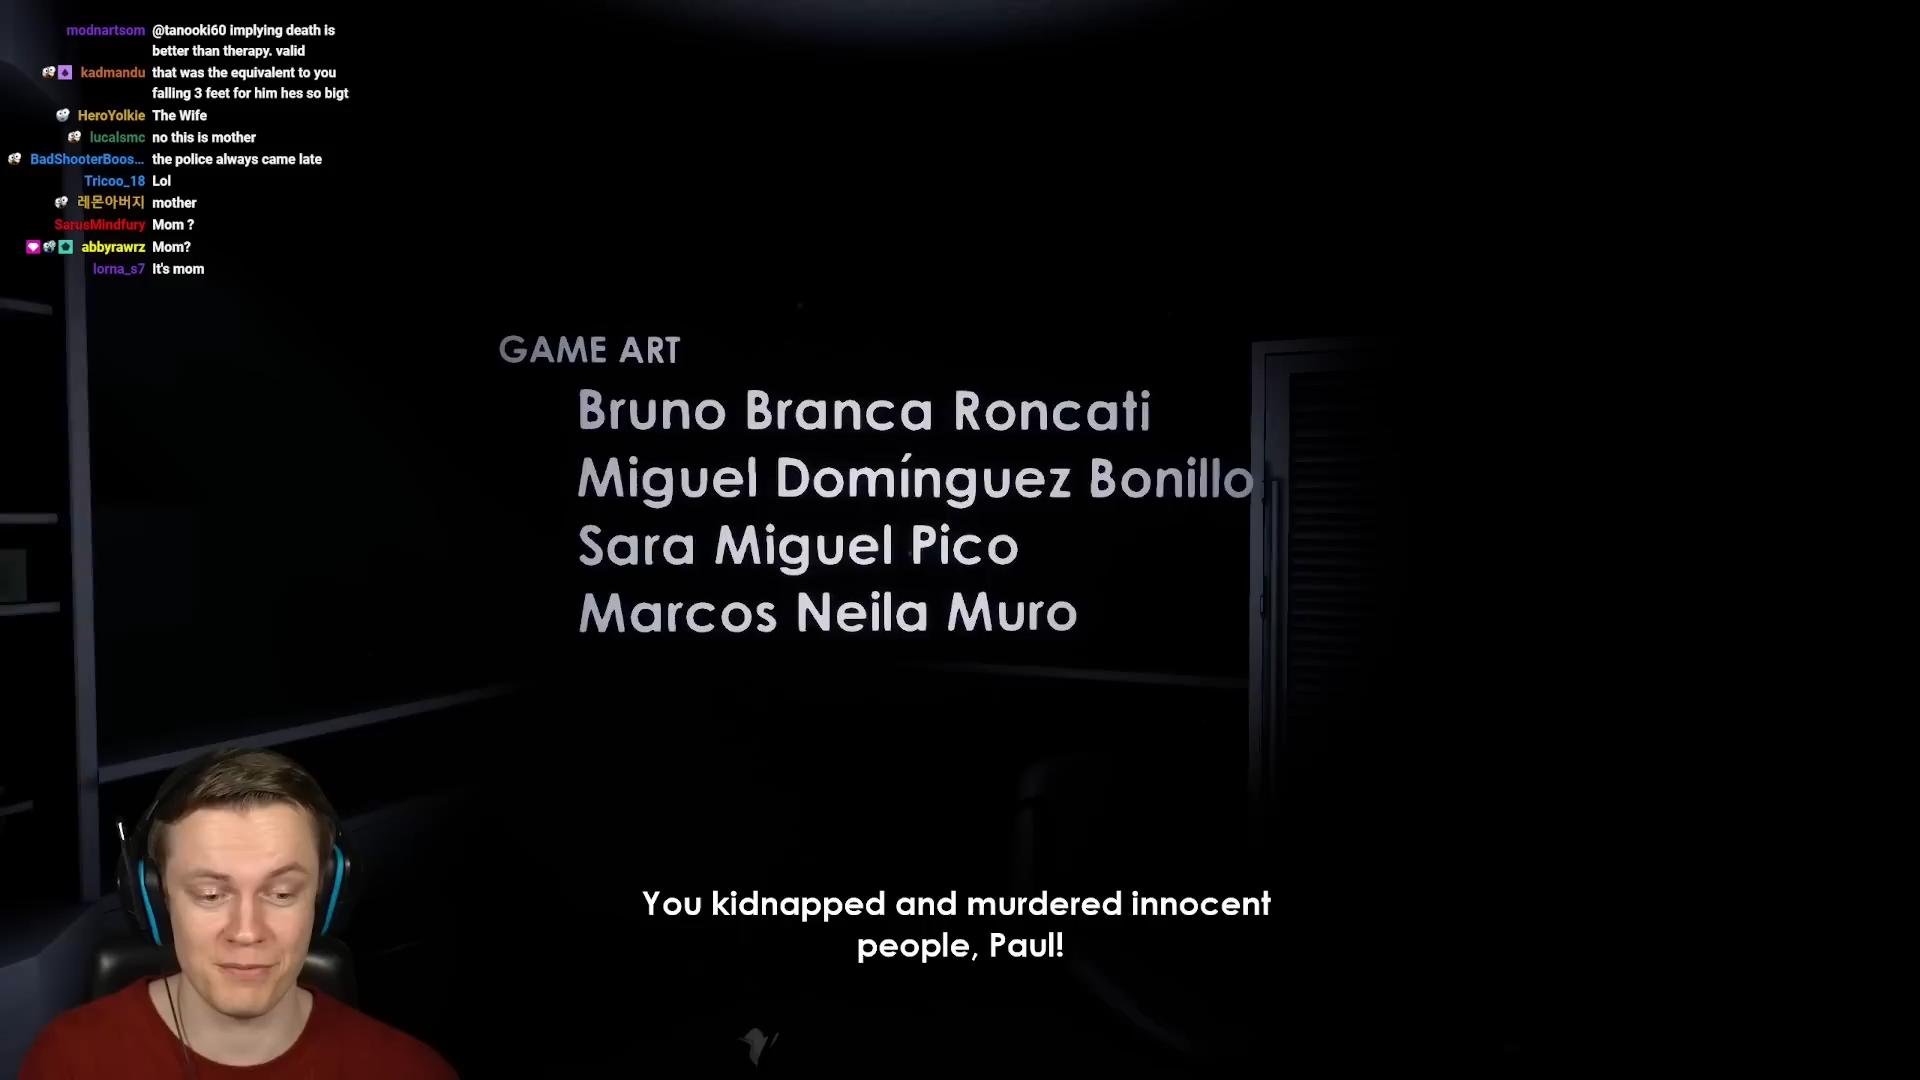 modnartsom @tanooki60 implying death is
better than therapy. valid
kadmandu that was the equivalent to you
falling 3 feet for him hes so bigt
HeroYolkie The Wife
lucalsmc no this is mother
BadShooterBoos... the police always came late
Tricoo_18 Lol
레몬아버지 mother
SarusMindfury Mom ?
abbyrawrz Mom?
lorna_s7 It's mom
GAME ART
Bruno Branca Roncati
Miguel Domínguez Bonillo
Sara Miguel Pico
Marcos Neila Muro
You kidnapped and murdered innocent
people, Paul!